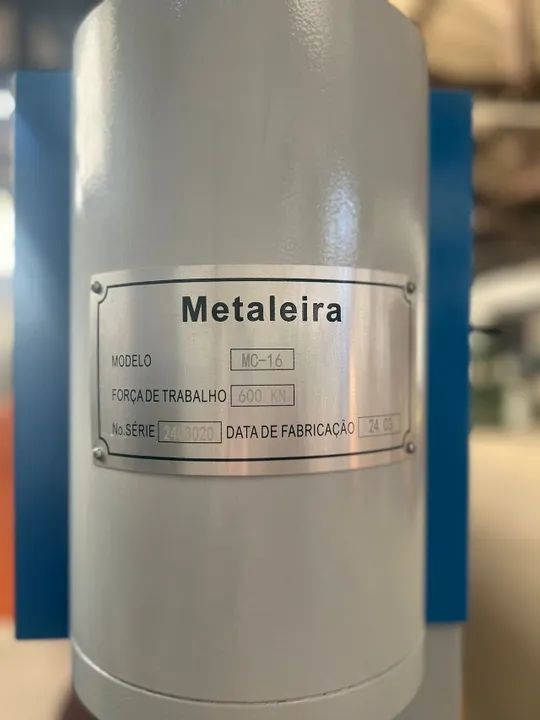 Metaleira
MODELO MC-16
FORÇA DE TRABALHO 600 KN
No.SÉRIE DATA DE FABRICAÇÃO 24 05